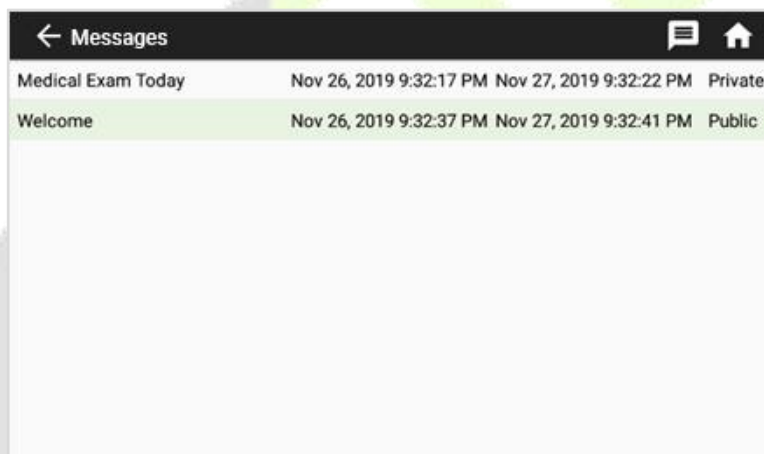 Messages
Medical Exam Today Nov 26, 2019 9:32:17 PM Nov 27, 2019 9:32:22 PM Private
Welcome Nov 26, 2019 9:32:37 PM Nov 27, 2019 9:32:41 PM Public